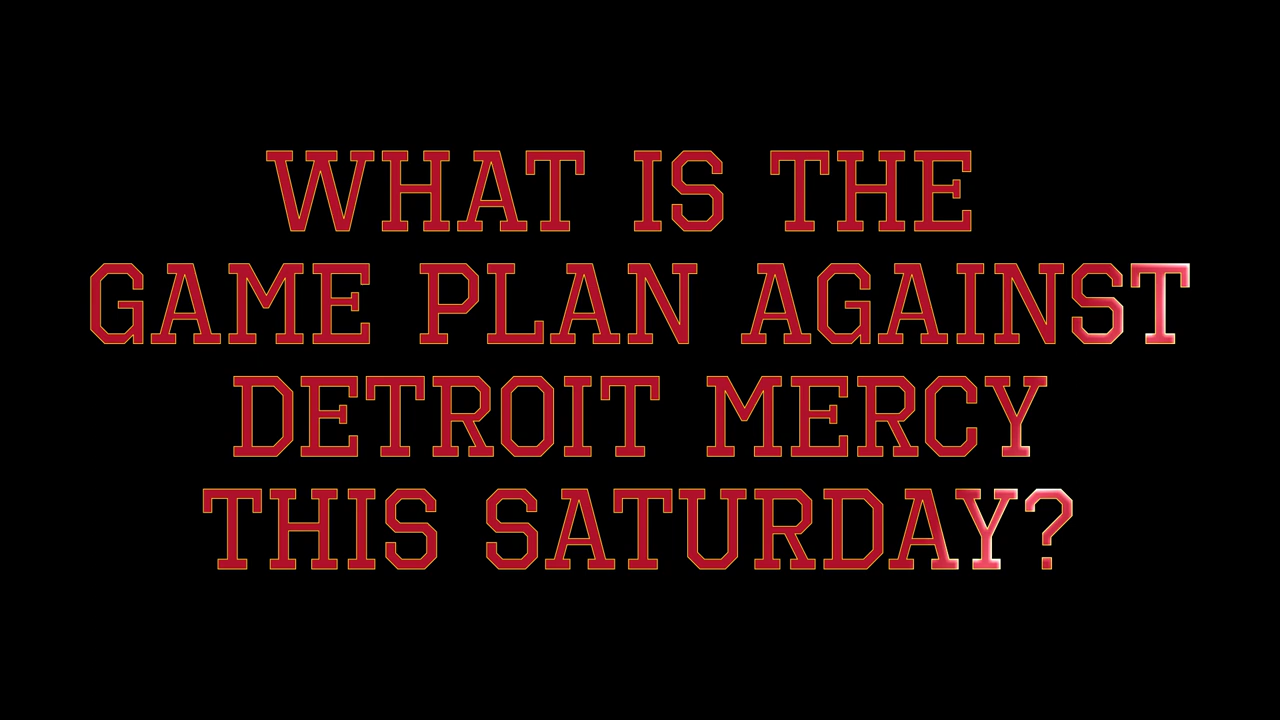 WHAT IS THE
GAME PLAN AGAINST
DETROIT MERCY
THIS SATURDAY?